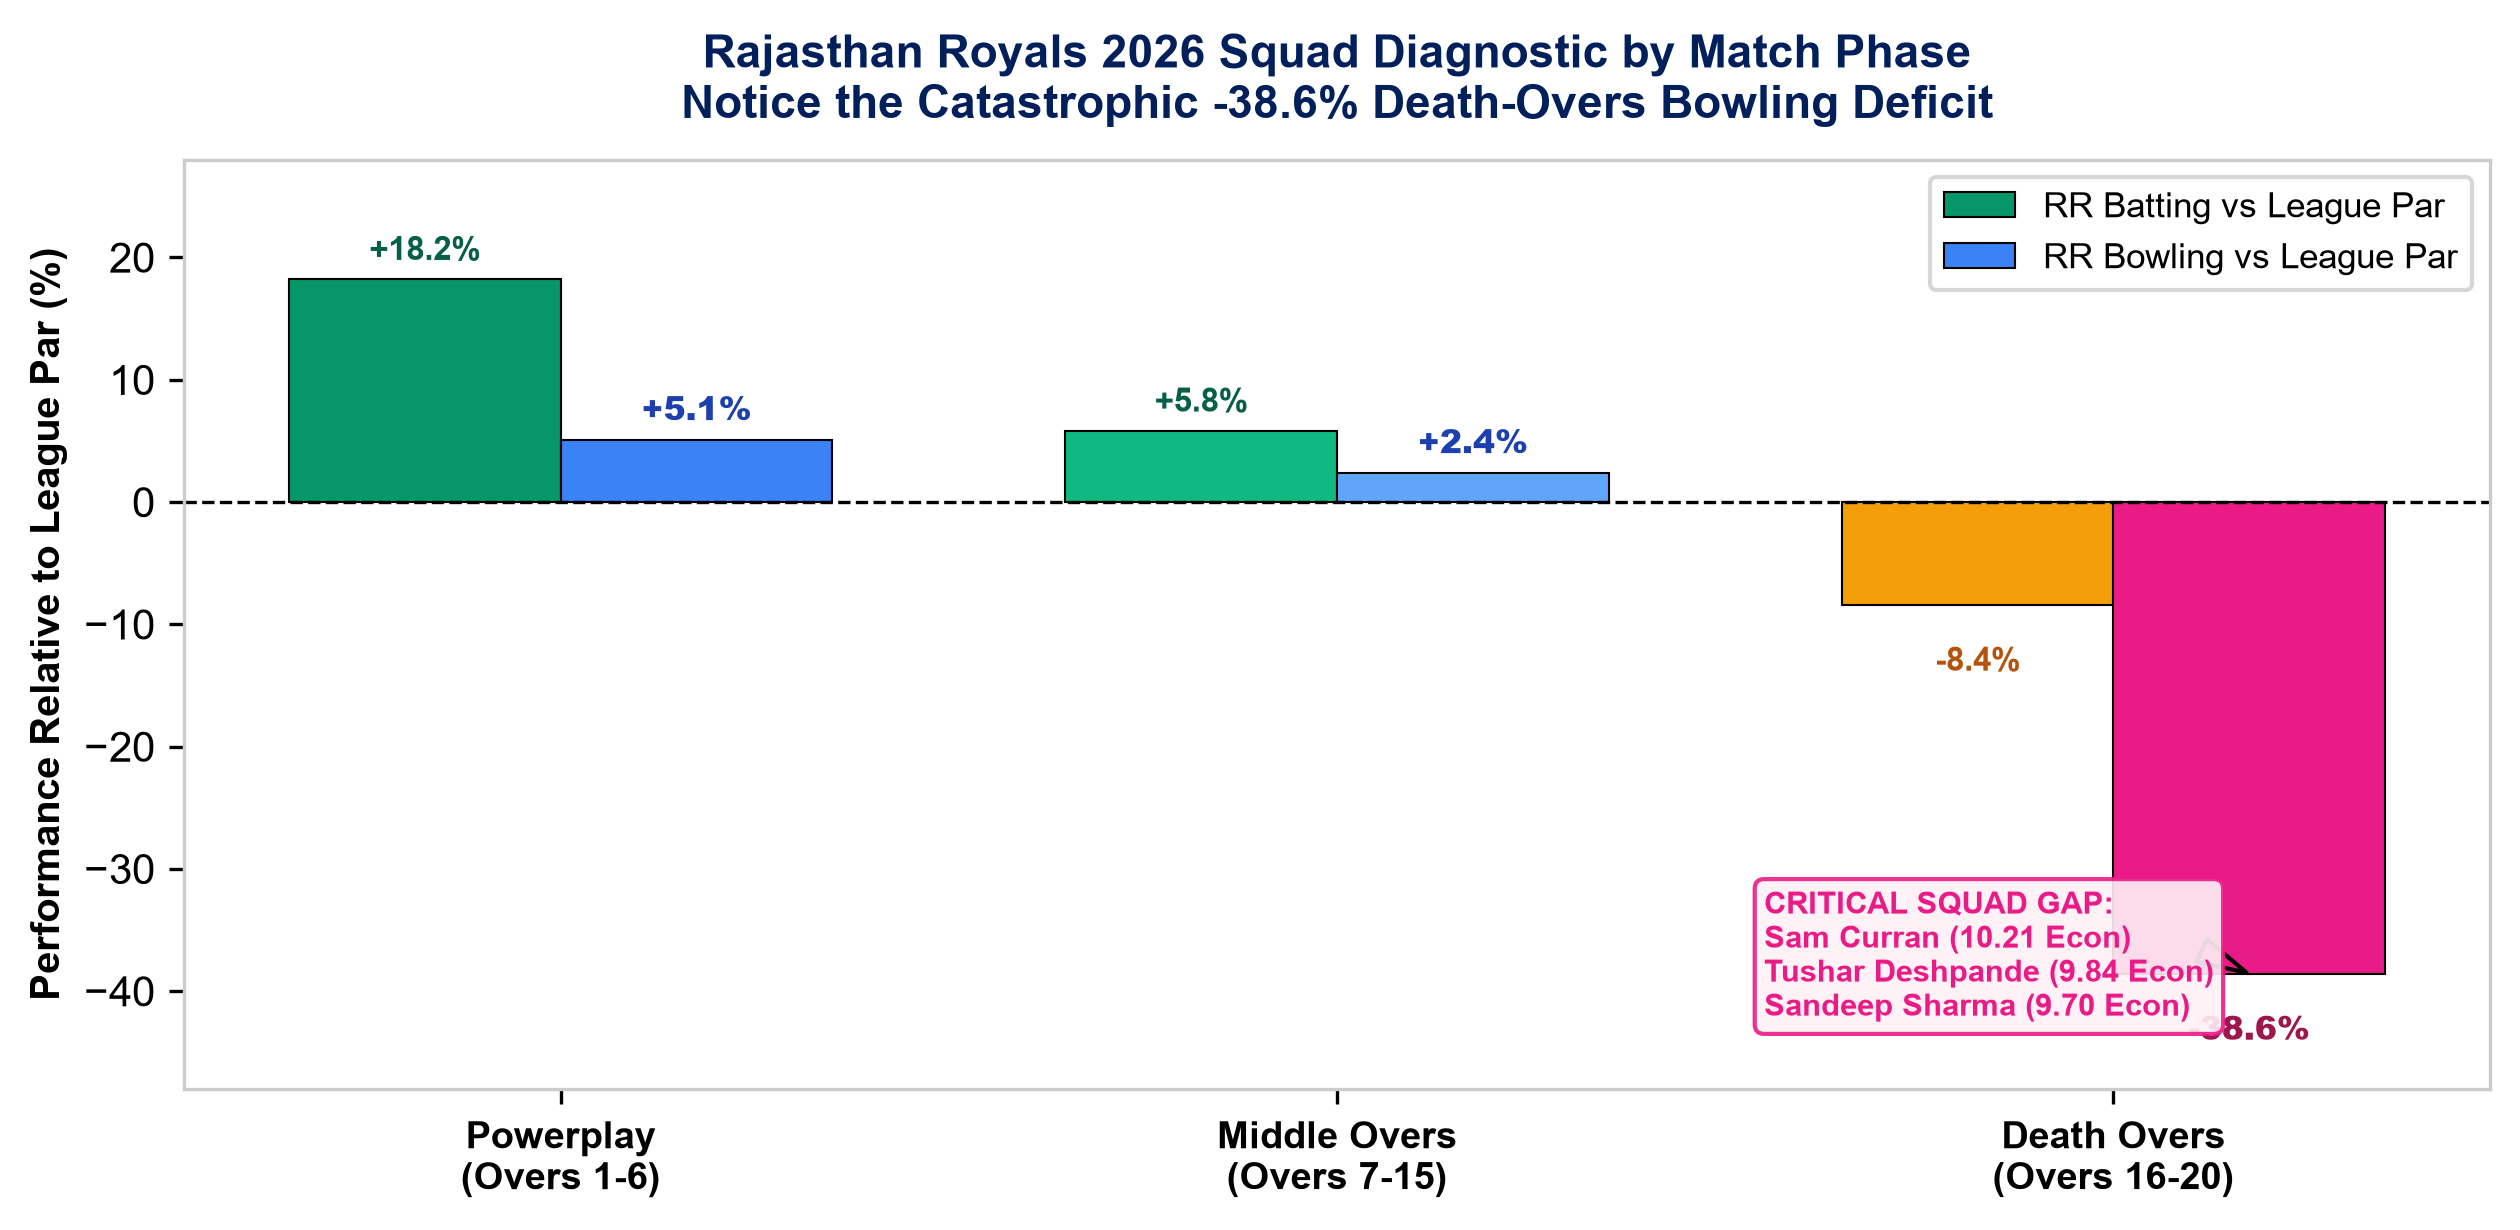 Rajasthan Royals 2026 Squad Diagnostic by Match Phase
Notice the Catastrophic -38.6% Death-Overs Bowling Deficit
RR Batting vs League Par
RR Bowling vs League Par
Performance Relative to League Par (%)
20
10
0
−10
−20
−30
−40
+18.2%
+5.1%
+5.8%
+2.4%
-8.4%
CRITICAL SQUAD GAP:
Sam Curran (10.21 Econ)
Tushar Deshpande (9.84 Econ)
Sandeep Sharma (9.70 Econ)
-38.6%
Powerplay
(Overs 1-6)
Middle Overs
(Overs 7-15)
Death Overs
(Overs 16-20)